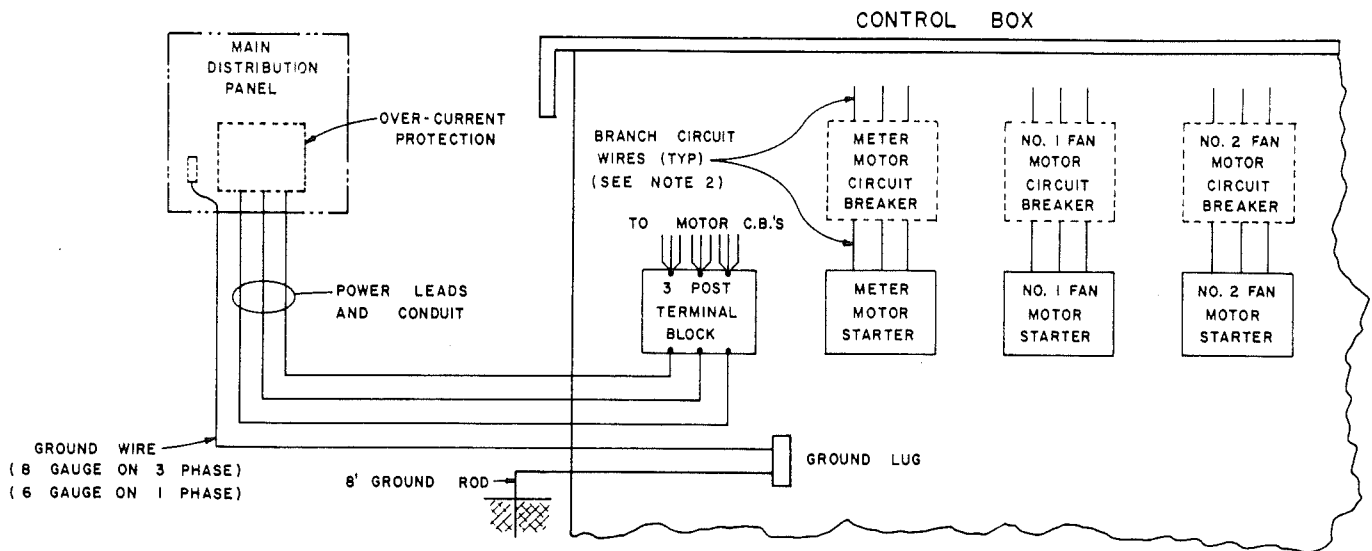 CONTROL BOX
MAIN
DISTRIBUTION
PANEL
OVER-CURRENT
PROTECTION
BRANCH CIRCUIT
WIRES (TYP)
(SEE NOTE 2)
METER
MOTOR
CIRCUIT
BREAKER
NO. 1 FAN
MOTOR
CIRCUIT
BREAKER
NO. 2 FAN
MOTOR
CIRCUIT
BREAKER
TO MOTOR C.B.'S
3 POST
TERMINAL
BLOCK
METER
MOTOR
STARTER
NO. 1 FAN
MOTOR
STARTER
NO. 2 FAN
MOTOR
STARTER
POWER LEADS
AND CONDUIT
GROUND WIRE
(8 GAUGE ON 3 PHASE)
(6 GAUGE ON 1 PHASE)
8' GROUND ROD
GROUND LUG